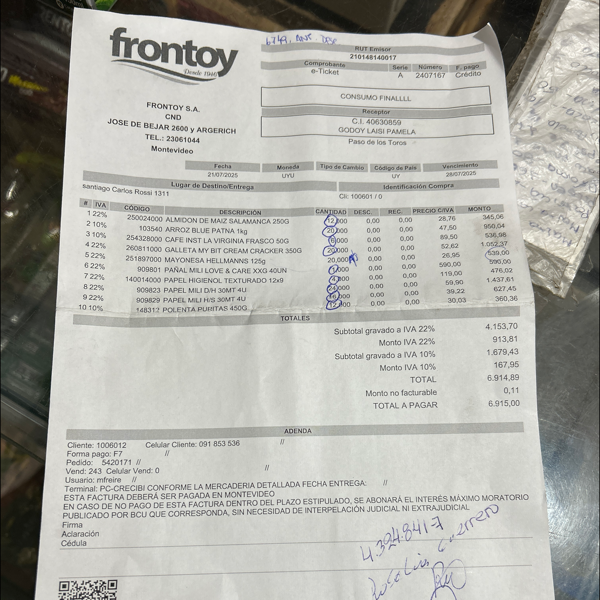 frontoy
Desde 1940
RUT Emisor
210148140017
Comprobante Serie Número F. pago
e-Ticket A 2407167 Crédito
CONSUMO FINALLLL
Receptor
C.I. 40630859
GODOY LAISI PAMELA
Paso de los Toros
FRONTOY S.A.
CND
JOSE DE BEJAR 2600 y ARGERICH
TEL.: 23061044
Montevideo
Fecha Moneda Tipo de Cambio Código de País Vencimiento
21/07/2025 UYU UY 28/07/2025
Lugar de Destino/Entrega Identificación Compra
santiago Carlos Rossi 1311 Cli: 100601 / 0
# IVA CÓDIGO DESCRIPCIÓN CANTIDAD DESC. REC. PRECIO C/IVA MONTO
1 22% 250024000 ALMIDON DE MAIZ SALAMANCA 250G 12,000 0,00 0,00 28,76 345,06
2 10% 103540 ARROZ BLUE PATNA 1kg 20,000 0,00 0,00 47,50 950,04
3 10% 254328000 CAFE INST LA VIRGINIA FRASCO 50G 6,000 0,00 0,00 89,50 536,98
4 22% 260811000 GALLETA MY BIT CREAM CRACKER 350G 20,000 0,00 0,00 52,62 1.052,37
5 22% 251897000 MAYONESA HELLMANNS 125g 20,000 0,00 0,00 26,95 539,00
6 22% 909801 PAÑAL MILI LOVE & CARE XXG 40UN 1,000 0,00 0,00 590,00 590,00
7 22% 140014000 PAPEL HIGIENOL TEXTURADO 12x9 4,000 0,00 0,00 119,00 476,02
8 22% 909823 PAPEL MILI D/H 30MT 4U 24,000 0,00 0,00 59,90 1.437,61
9 22% 909829 PAPEL MILI H/S 30MT 4U 16,000 0,00 0,00 39,22 627,45
10 10% 148312 POLENTA PURITAS 450G 12,000 0,00 0,00 30,03 360,36
TOTALES
Subtotal gravado a IVA 22% 4.153,70
Monto IVA 22% 913,81
Subtotal gravado a IVA 10% 1.679,43
Monto IVA 10% 167,95
TOTAL 6.914,89
Monto no facturable 0,11
TOTAL A PAGAR 6.915,00
ADENDA
Cliente: 1006012 Celular Cliente: 091 853 536 //
Forma pago: F7 //
Pedido: 5420171 //
Vend: 243 Celular Vend: 0 //
Usuario: mfreire //
Terminal: PC-CRECIBI CONFORME LA MERCADERIA DETALLADA FECHA ENTREGA: //
ESTA FACTURA DEBERÁ SER PAGADA EN MONTEVIDEO
EN CASO DE NO PAGO DE ESTA FACTURA DENTRO DEL PLAZO ESTIPULADO, SE ABONARÁ EL INTERÉS MÁXIMO MORATORIO
PUBLICADO POR BCU QUE CORRESPONDA, SIN NECESIDAD DE INTERPELACIÓN JUDICIAL NI EXTRAJUDICIAL
Firma
Aclaración
Cédula
4.324.841-7
Guerrero